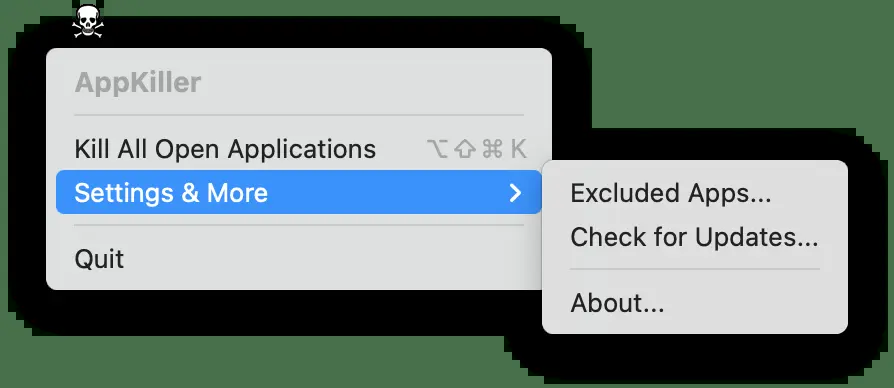 AppKiller
Kill All Open Applications ⌥⇧⌘K
Settings & More
Quit
Excluded Apps...
Check for Updates...
About...